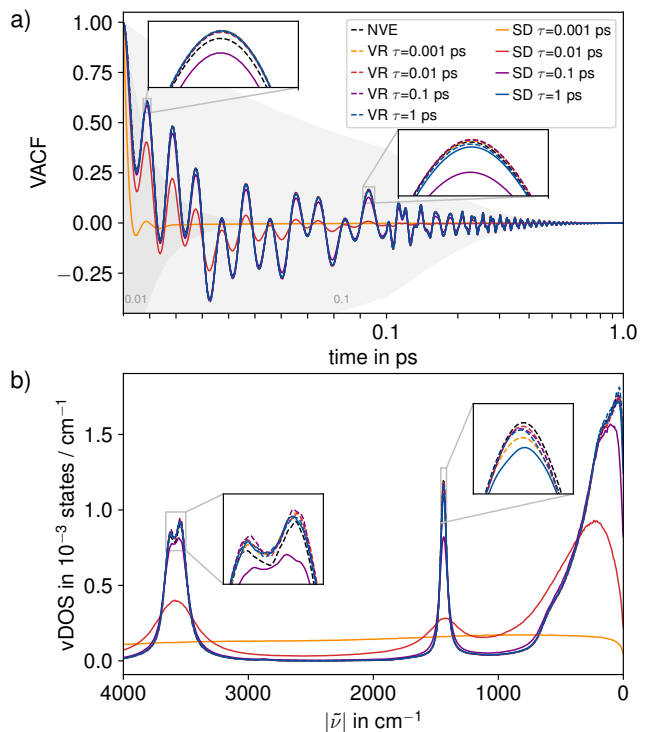 a)
1.00
0.75
0.50
0.25
0.00
−0.25
VACF
NVE
VR τ=0.001 ps
VR τ=0.01 ps
VR τ=0.1 ps
VR τ=1 ps
SD τ=0.001 ps
SD τ=0.01 ps
SD τ=0.1 ps
SD τ=1 ps
0.01
0.1
0.1
1.0
time in ps
b)
1.5
1.0
0.5
0.0
vDOS in 10⁻³ states / cm⁻¹
4000
3000
2000
1000
0
|ν̃| in cm⁻¹